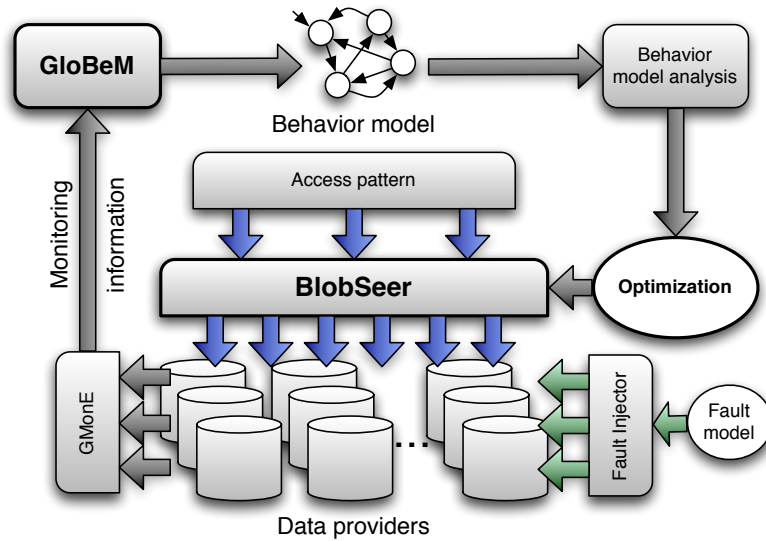 GloBeM
Behavior model
Behavior
model analysis
Access pattern
Monitoring
information
BlobSeer
Optimization
GMonE
...
Fault Injector
Fault
model
Data providers